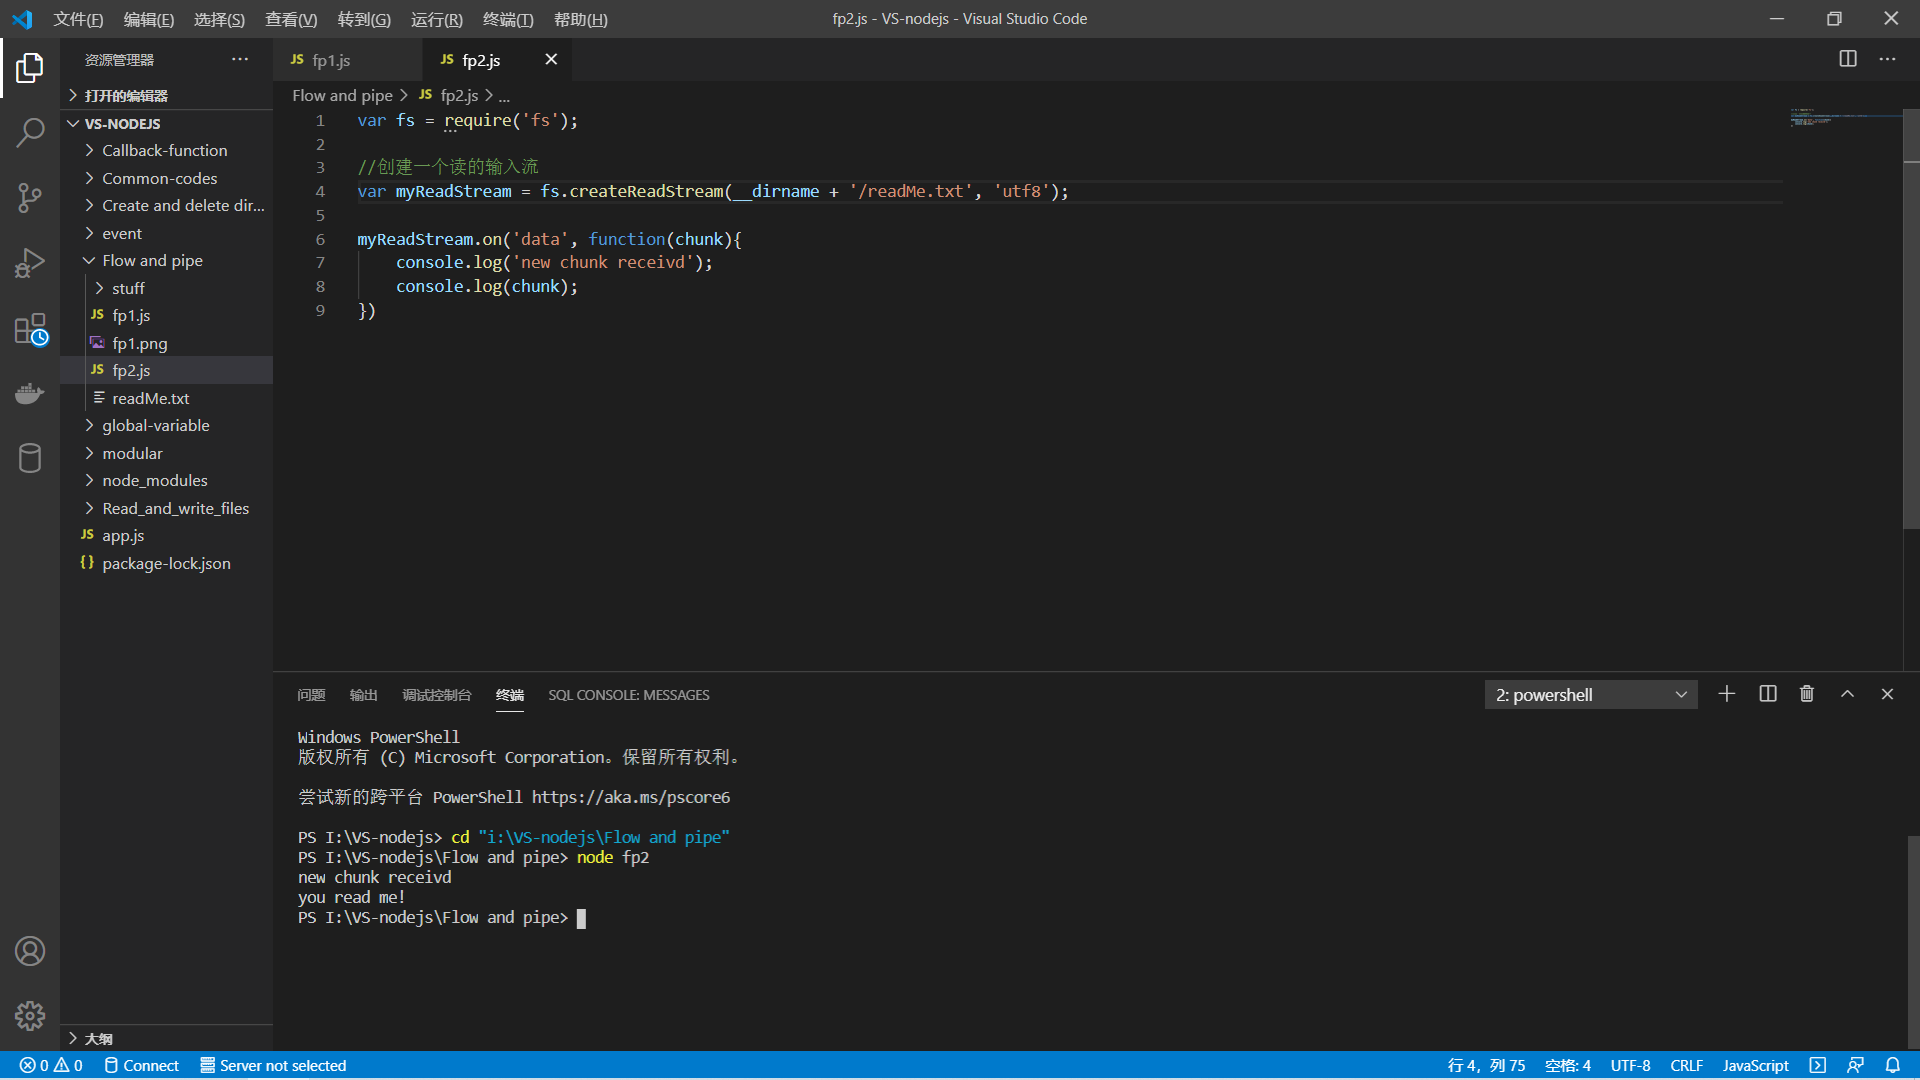 文件(F) 编辑(E) 选择(S) 查看(V) 转到(G) 运行(R) 终端(T) 帮助(H) fp2.js - VS-nodejs - Visual Studio Code
资源管理器 ···
JS fp1.js JS fp2.js
打开的编辑器
Flow and pipe > JS fp2.js > ...
VS-NODEJS
Callback-function
Common-codes
Create and delete dir...
event
Flow and pipe
stuff
JS fp1.js
fp1.png
JS fp2.js
readMe.txt
global-variable
modular
node_modules
Read_and_write_files
JS app.js
{} package-lock.json
大纲
1 var fs = require('fs');
2
3 //创建一个读的输入流
4 var myReadStream = fs.createReadStream(__dirname + '/readMe.txt', 'utf8');
5
6 myReadStream.on('data', function(chunk){
7 console.log('new chunk receivd');
8 console.log(chunk);
9 })
问题 输出 调试控制台 终端 SQL CONSOLE: MESSAGES 2: powershell
Windows PowerShell
版权所有 (C) Microsoft Corporation。保留所有权利。
尝试新的跨平台 PowerShell https://aka.ms/pscore6
PS I:\VS-nodejs> cd "i:\VS-nodejs\Flow and pipe"
PS I:\VS-nodejs\Flow and pipe> node fp2
new chunk receivd
you read me!
PS I:\VS-nodejs\Flow and pipe>
0 0 Connect Server not selected 行 4，列 75 空格: 4 UTF-8 CRLF JavaScript